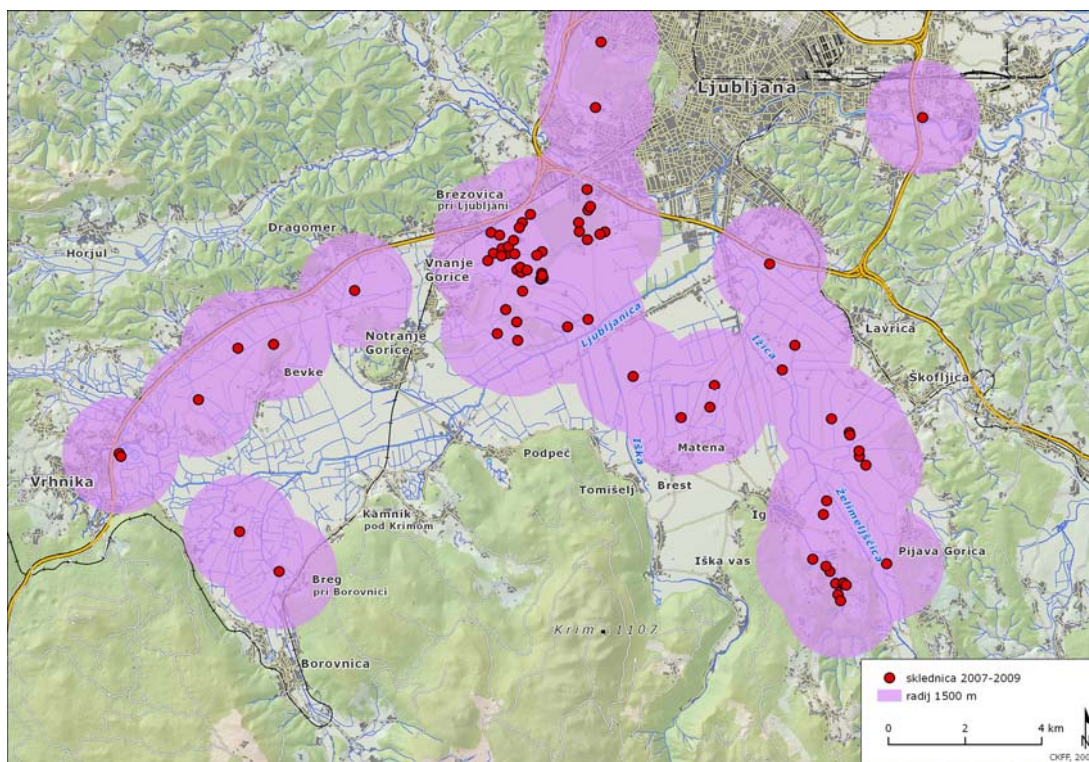 Ljubljana
Brezovica
pri Ljubljani
Dragomer
Horjul
Vnanje
Gorice
Ljubljanica
Notranje
Gorice
Lavrica
Ižica
Bevke
Škofljica
Podpeč
Matena
Iška
Vrhnika
Tomišelj
Brest
Kamnik
pod Krimom
Ig
Želimeljščica
Pijava Gorica
Iška vas
Breg
pri Borovnici
Krim 1107
Borovnica
sklednica 2007-2009
radij 1500 m
0 2 4 km
N
CKFF, 200